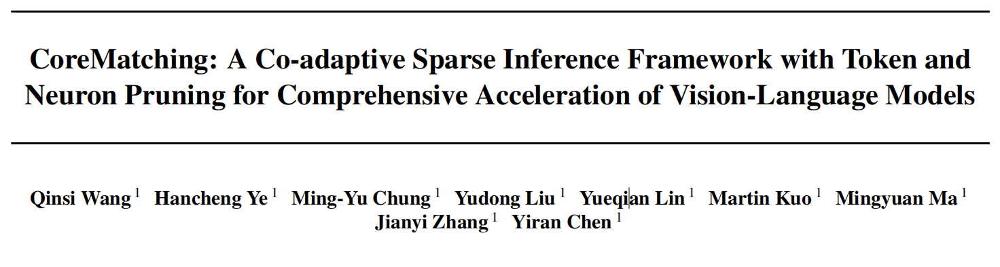 CoreMatching: A Co-adaptive Sparse Inference Framework with Token and
Neuron Pruning for Comprehensive Acceleration of Vision-Language Models
Qinsi Wang 1 Hancheng Ye 1 Ming-Yu Chung 1 Yudong Liu 1 Yueqian Lin 1 Martin Kuo 1 Mingyuan Ma 1
Jianyi Zhang 1 Yiran Chen 1